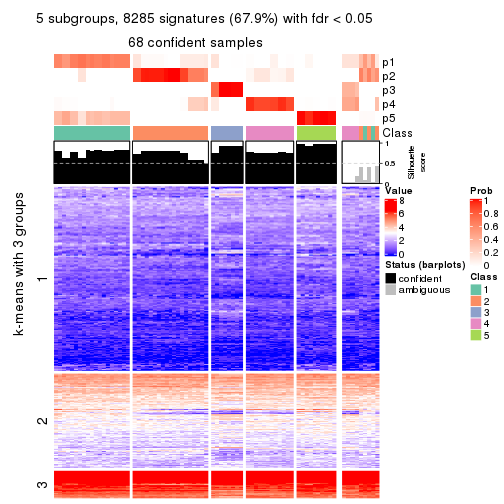 5 subgroups, 8285 signatures (67.9%) with fdr < 0.05
68 confident samples
p1
p2
p3
p4
p5
Class
1
0.5
0
Silhouette
score
k-means with 3 groups
1
2
3
Value
8
6
4
2
0
Status (barplots)
confident
ambiguous
Prob
1
0.8
0.6
0.4
0.2
0
Class
1
2
3
4
5